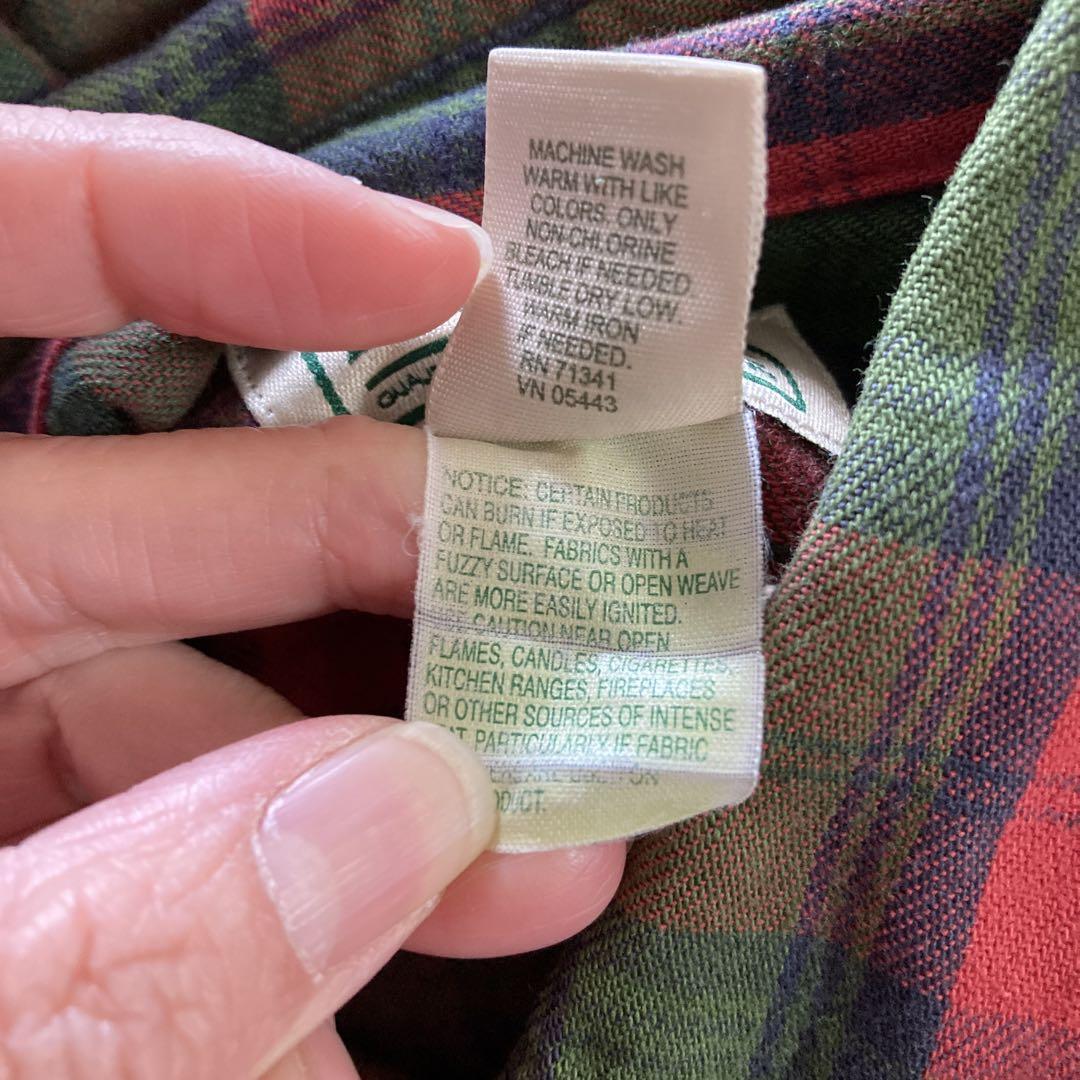 MACHINE WASH
WARM WITH LIKE
COLORS. ONLY
NON-CHLORINE
BLEACH IF NEEDED
TUMBLE DRY LOW.
WARM IRON
IF NEEDED.
RN 71341
VN 05443
NOTICE: CERTAIN PRODUCTS
CAN BURN IF EXPOSED TO HEAT
OR FLAME. FABRICS WITH A
FUZZY SURFACE OR OPEN WEAVE
ARE MORE EASILY IGNITED.
CAUTION NEAR OPEN
FLAMES, CANDLES, CIGARETTES,
KITCHEN RANGES, FIREPLACES
OR OTHER SOURCES OF INTENSE
PARTICULARLY IF FABRIC